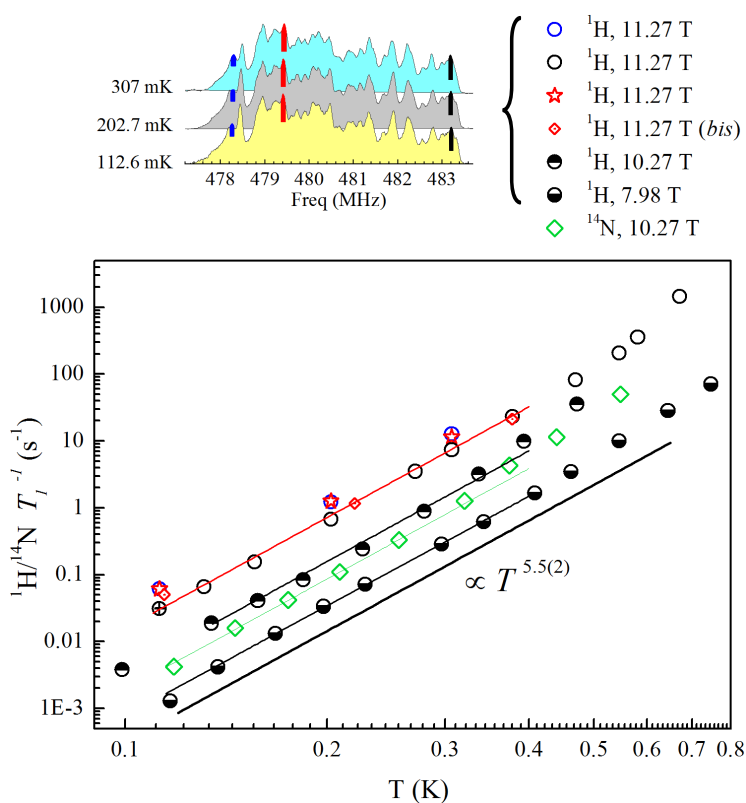 307 mK
202.7 mK
112.6 mK
478 479 480 481 482 483
Freq (MHz)
¹H, 11.27 T
¹H, 11.27 T
¹H, 11.27 T
¹H, 11.27 T (bis)
¹H, 10.27 T
¹H, 7.98 T
¹⁴N, 10.27 T
¹H/¹⁴N T₁⁻¹ (s⁻¹)
1000
100
10
1
0.1
0.01
1E-3
∝ T 5.5(2)
0.1 0.2 0.3 0.4 0.5 0.6 0.7 0.8
T (K)